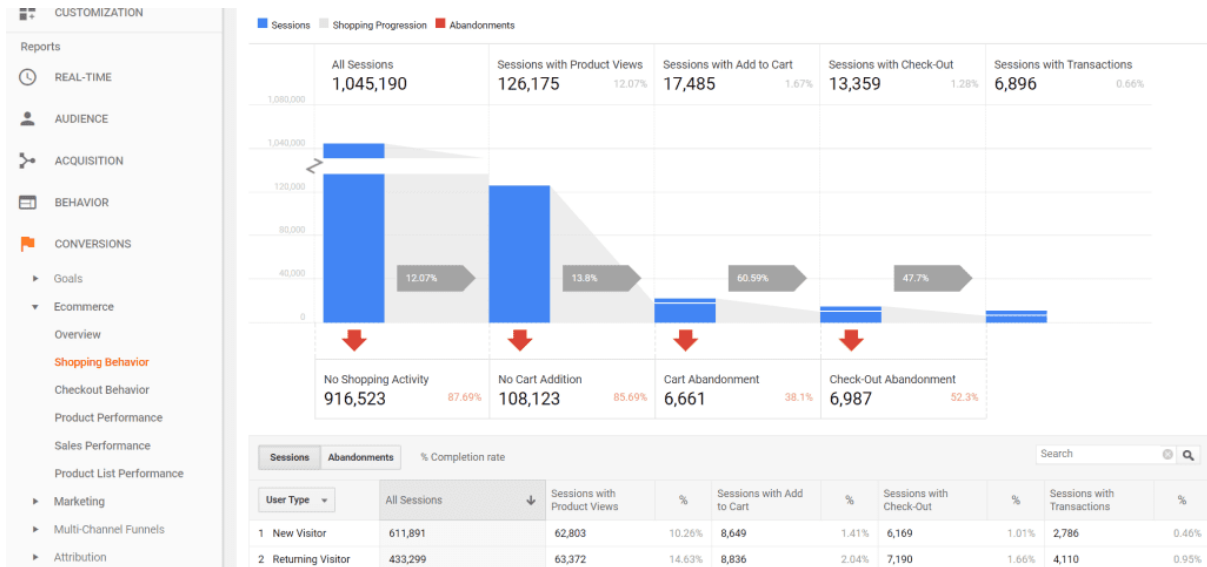 CUSTOMIZATION
Reports
REAL-TIME
AUDIENCE
ACQUISITION
BEHAVIOR
CONVERSIONS
Goals
Ecommerce
Overview
Shopping Behavior
Checkout Behavior
Product Performance
Sales Performance
Product List Performance
Marketing
Multi-Channel Funnels
Attribution
Sessions Shopping Progression Abandonments
All Sessions Sessions with Product Views Sessions with Add to Cart Sessions with Check-Out Sessions with Transactions
1,045,190 126,175 12.07% 17,485 1.67% 13,359 1.28% 6,896 0.66%
1,080,000
1,040,000
120,000
80,000
40,000
0
12.07% 13.8% 60.59% 47.7%
No Shopping Activity No Cart Addition Cart Abandonment Check-Out Abandonment
916,523 87.69% 108,123 85.69% 6,661 38.1% 6,987 52.3%
Sessions Abandonments % Completion rate Search
User Type All Sessions Sessions with Product Views % Sessions with Add to Cart % Sessions with Check-Out % Sessions with Transactions %
1 New Visitor 611,891 62,803 10.26% 8,649 1.41% 6,169 1.01% 2,786 0.46%
2 Returning Visitor 433,299 63,372 14.63% 8,836 2.04% 7,190 1.66% 4,110 0.95%